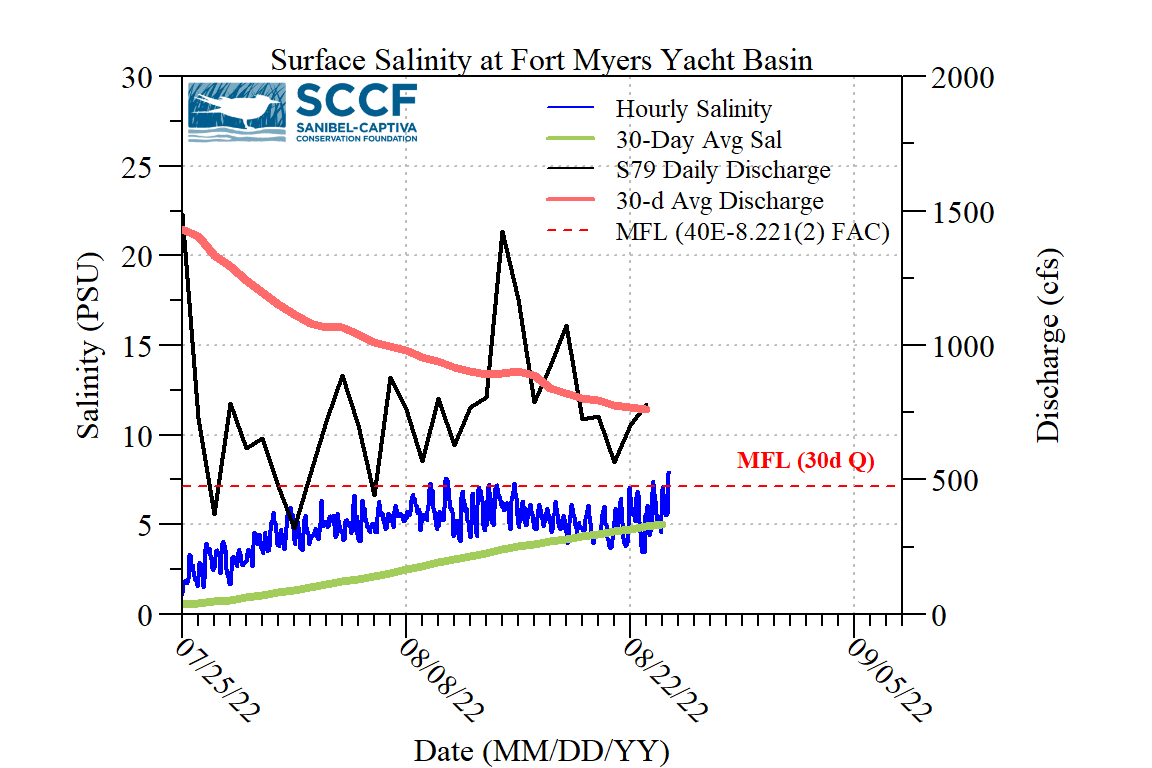 Surface Salinity at Fort Myers Yacht Basin
SCCF
SANIBEL-CAPTIVA
CONSERVATION FOUNDATION
Hourly Salinity
30-Day Avg Sal
S79 Daily Discharge
30-d Avg Discharge
MFL (40E-8.221(2) FAC)
MFL (30d Q)
Salinity (PSU)
30
25
20
15
10
5
0
Discharge (cfs)
2000
1500
1000
500
0
07/25/22
08/08/22
08/22/22
09/05/22
Date (MM/DD/YY)